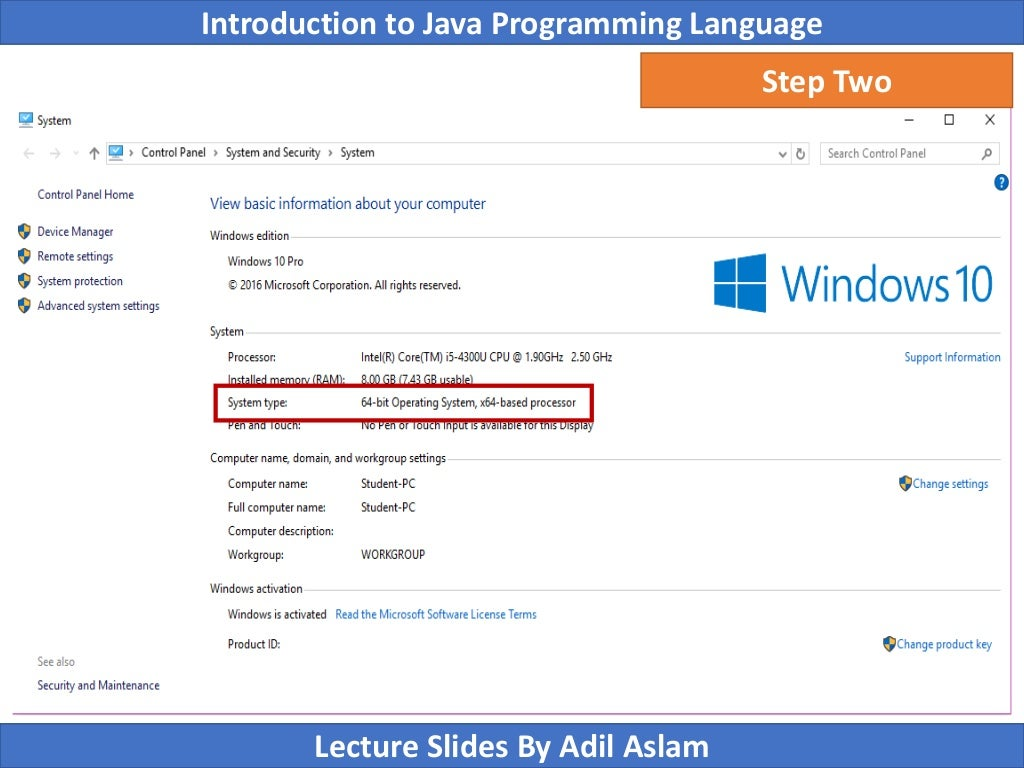 Introduction to Java Programming Language
Step Two
System
Control Panel › System and Security › System
Search Control Panel
Control Panel Home
Device Manager
Remote settings
System protection
Advanced system settings
?
View basic information about your computer
Windows edition
Windows 10 Pro
© 2016 Microsoft Corporation. All rights reserved.
Windows 10
System
Processor: Intel(R) Core(TM) i5-4300U CPU @ 1.90GHz 2.50 GHz
Support Information
Installed memory (RAM): 8.00 GB (7.43 GB usable)
System type: 64-bit Operating System, x64-based processor
Pen and Touch: No Pen or Touch Input is available for this Display
Computer name, domain, and workgroup settings
Computer name: Student-PC
Change settings
Full computer name: Student-PC
Computer description:
Workgroup: WORKGROUP
Windows activation
Windows is activated Read the Microsoft Software License Terms
Product ID:
Change product key
See also
Security and Maintenance
Lecture Slides By Adil Aslam